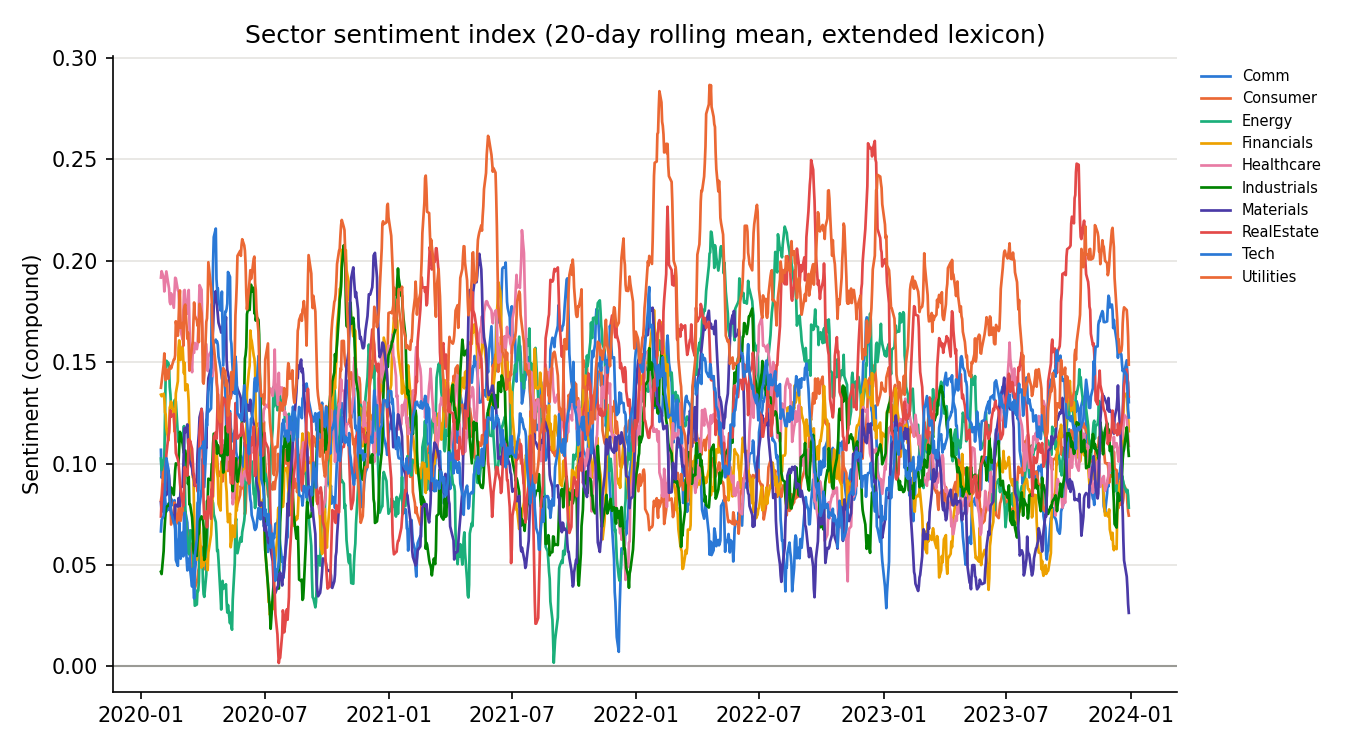 Sector sentiment index (20-day rolling mean, extended lexicon)
Sentiment (compound)
0.30
0.25
0.20
0.15
0.10
0.05
0.00
2020-01 2020-07 2021-01 2021-07 2022-01 2022-07 2023-01 2023-07 2024-01
Comm
Consumer
Energy
Financials
Healthcare
Industrials
Materials
RealEstate
Tech
Utilities